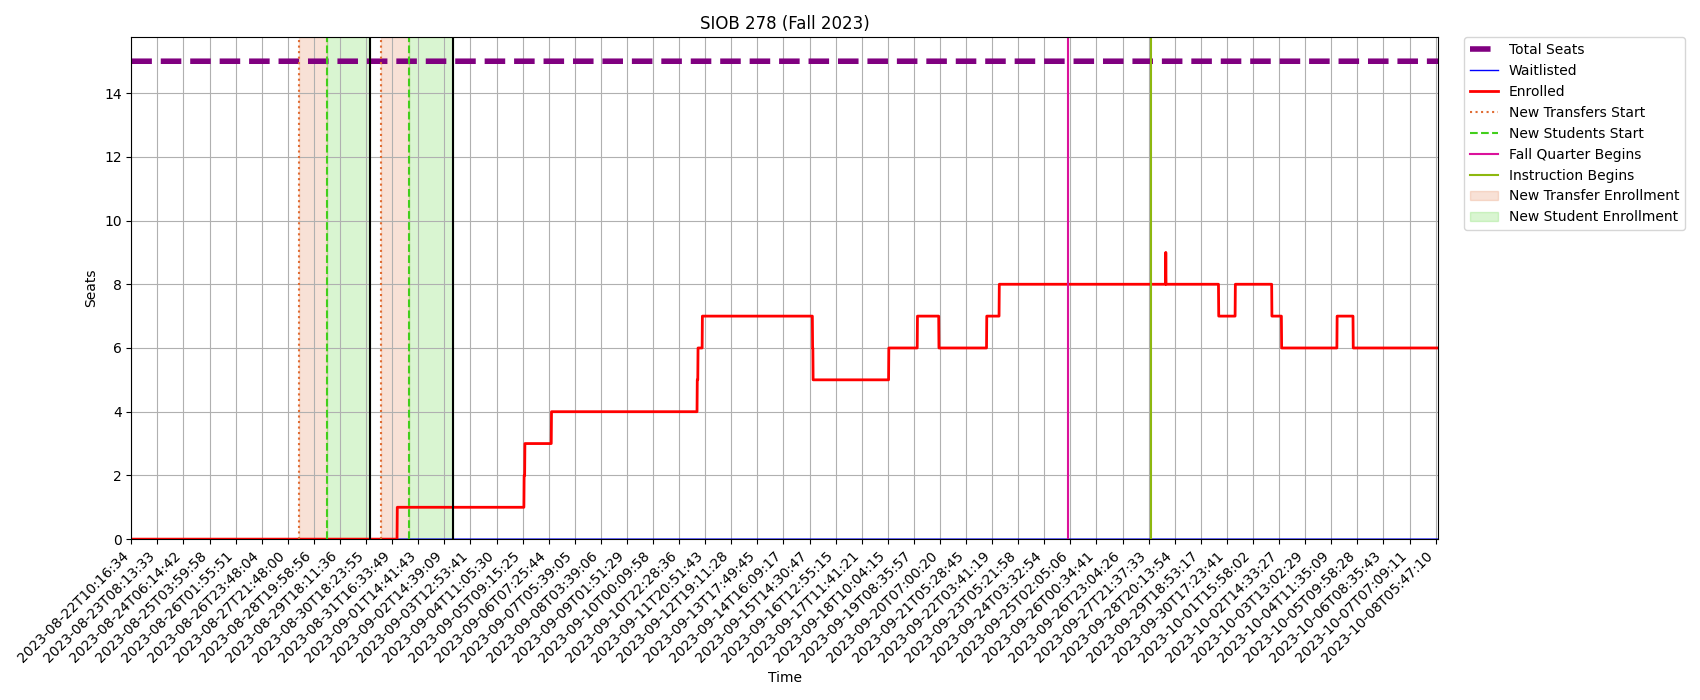 SIOB 278 (Fall 2023)
Total Seats
Waitlisted
Enrolled
New Transfers Start
New Students Start
Fall Quarter Begins
Instruction Begins
New Transfer Enrollment
New Student Enrollment
Seats
14
12
10
8
6
4
2
0
2023-08-22T10:16:34
2023-08-23T08:13:33
2023-08-24T06:14:42
2023-08-25T03:59:58
2023-08-26T01:55:51
2023-08-26T23:48:04
2023-08-27T21:48:00
2023-08-28T19:58:56
2023-08-29T18:11:36
2023-08-30T18:23:55
2023-08-31T16:33:49
2023-09-01T14:41:43
2023-09-02T14:39:09
2023-09-03T12:53:41
2023-09-04T11:05:30
2023-09-05T09:15:25
2023-09-06T07:25:44
2023-09-07T05:39:05
2023-09-08T03:39:06
2023-09-09T01:51:29
2023-09-10T00:09:58
2023-09-10T22:28:36
2023-09-11T20:51:43
2023-09-12T19:11:28
2023-09-13T17:49:45
2023-09-14T16:09:17
2023-09-15T14:30:47
2023-09-16T12:55:15
2023-09-17T11:41:21
2023-09-18T10:04:15
2023-09-19T08:35:57
2023-09-20T07:00:20
2023-09-21T05:28:45
2023-09-22T03:41:19
2023-09-23T05:21:58
2023-09-24T03:32:54
2023-09-25T02:05:06
2023-09-26T00:34:41
2023-09-26T23:04:26
2023-09-27T21:37:33
2023-09-28T20:13:54
2023-09-29T18:53:17
2023-09-30T17:23:41
2023-10-01T15:58:02
2023-10-02T14:33:27
2023-10-03T13:02:29
2023-10-04T11:35:09
2023-10-05T09:58:28
2023-10-06T08:35:43
2023-10-07T07:09:11
2023-10-08T05:47:10
Time